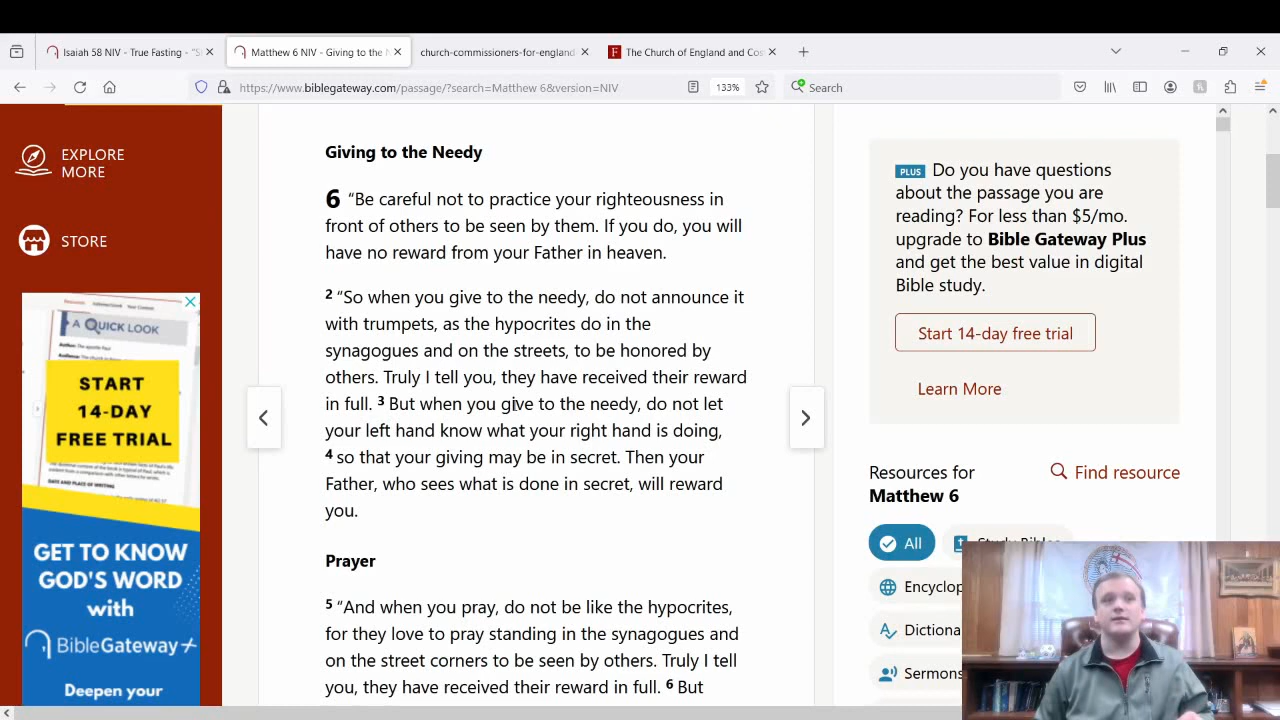 Isaiah 58 NIV - True Fasting - “S
Matthew 6 NIV - Giving to the N
church-commissioners-for-england
The Church of England and Cos
https://www.biblegateway.com/passage/?search=Matthew 6&version=NIV
133%
Search
EXPLORE
MORE
STORE
A QUICK LOOK
START
14-DAY
FREE TRIAL
DATE AND PLACE OF WRITING
GET TO KNOW
GOD'S WORD
with
BibleGateway+
Deepen your
Giving to the Needy
6 “Be careful not to practice your righteousness in
front of others to be seen by them. If you do, you will
have no reward from your Father in heaven.
2 “So when you give to the needy, do not announce it
with trumpets, as the hypocrites do in the
synagogues and on the streets, to be honored by
others. Truly I tell you, they have received their reward
in full. 3 But when you give to the needy, do not let
your left hand know what your right hand is doing,
4 so that your giving may be in secret. Then your
Father, who sees what is done in secret, will reward
you.
Prayer
5 “And when you pray, do not be like the hypocrites,
for they love to pray standing in the synagogues and
on the street corners to be seen by others. Truly I tell
you, they have received their reward in full. 6 But
PLUS Do you have questions
about the passage you are
reading? For less than $5/mo.
upgrade to Bible Gateway Plus
and get the best value in digital
Bible study.
Start 14-day free trial
Learn More
Resources for
Matthew 6
Find resource
All
Study Bibles
Encyclop
Dictiona
Sermons